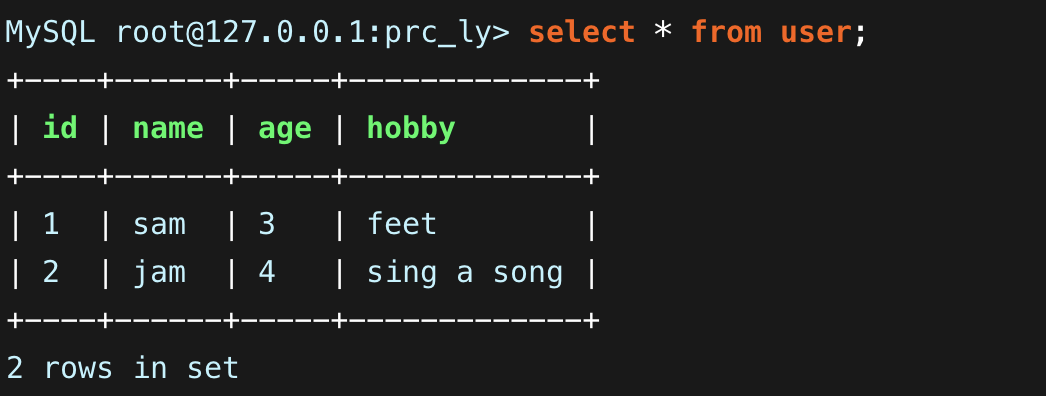 MySQL root@127.0.0.1:prc_ly> select * from user;
+----+------+-----+-------------+
| id | name | age | hobby       |
+----+------+-----+-------------+
| 1  | sam  | 3   | feet        |
| 2  | jam  | 4   | sing a song |
+----+------+-----+-------------+
2 rows in set